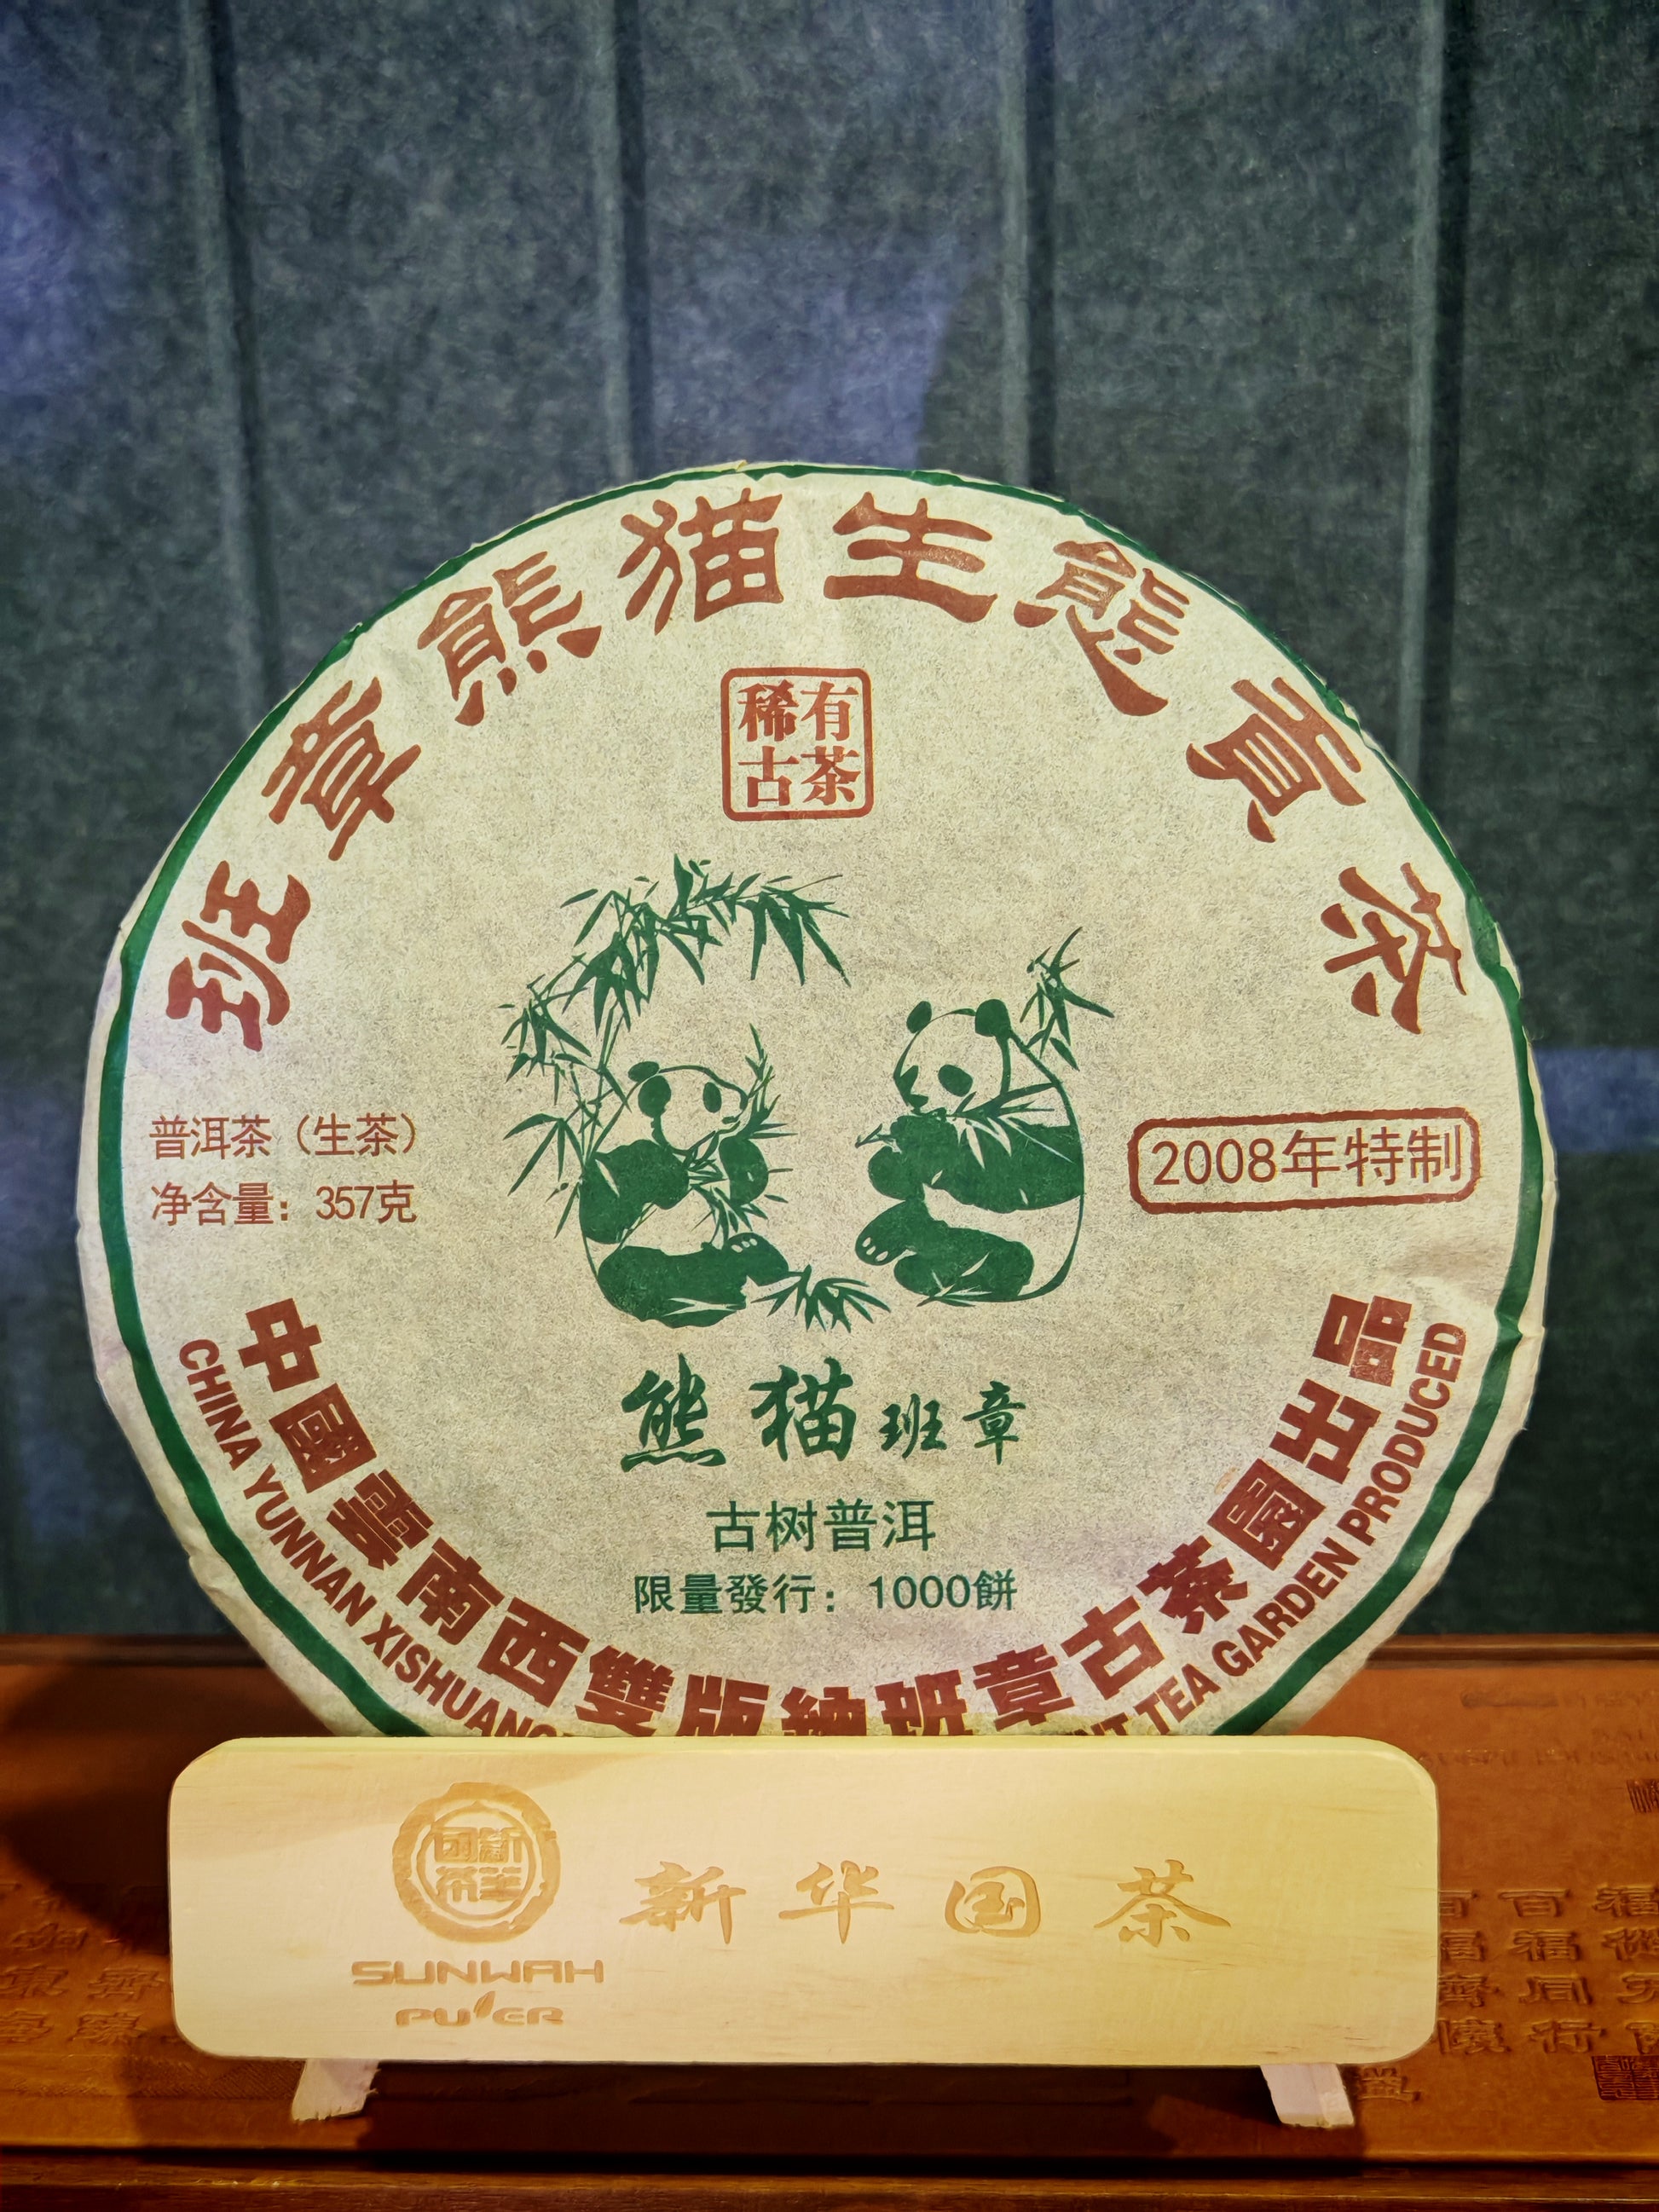 班章熊猫生態貢茶
稀有
古茶
普洱茶（生茶）
净含量：357克
2008年特制
熊猫班章
古树普洱
限量發行：1000餅
中國雲南西雙版納班章古茶園出品
CHINA YUNNAN XISHUANG
TEA GARDEN PRODUCED
新华国茶
SUNWAH
PU'ER